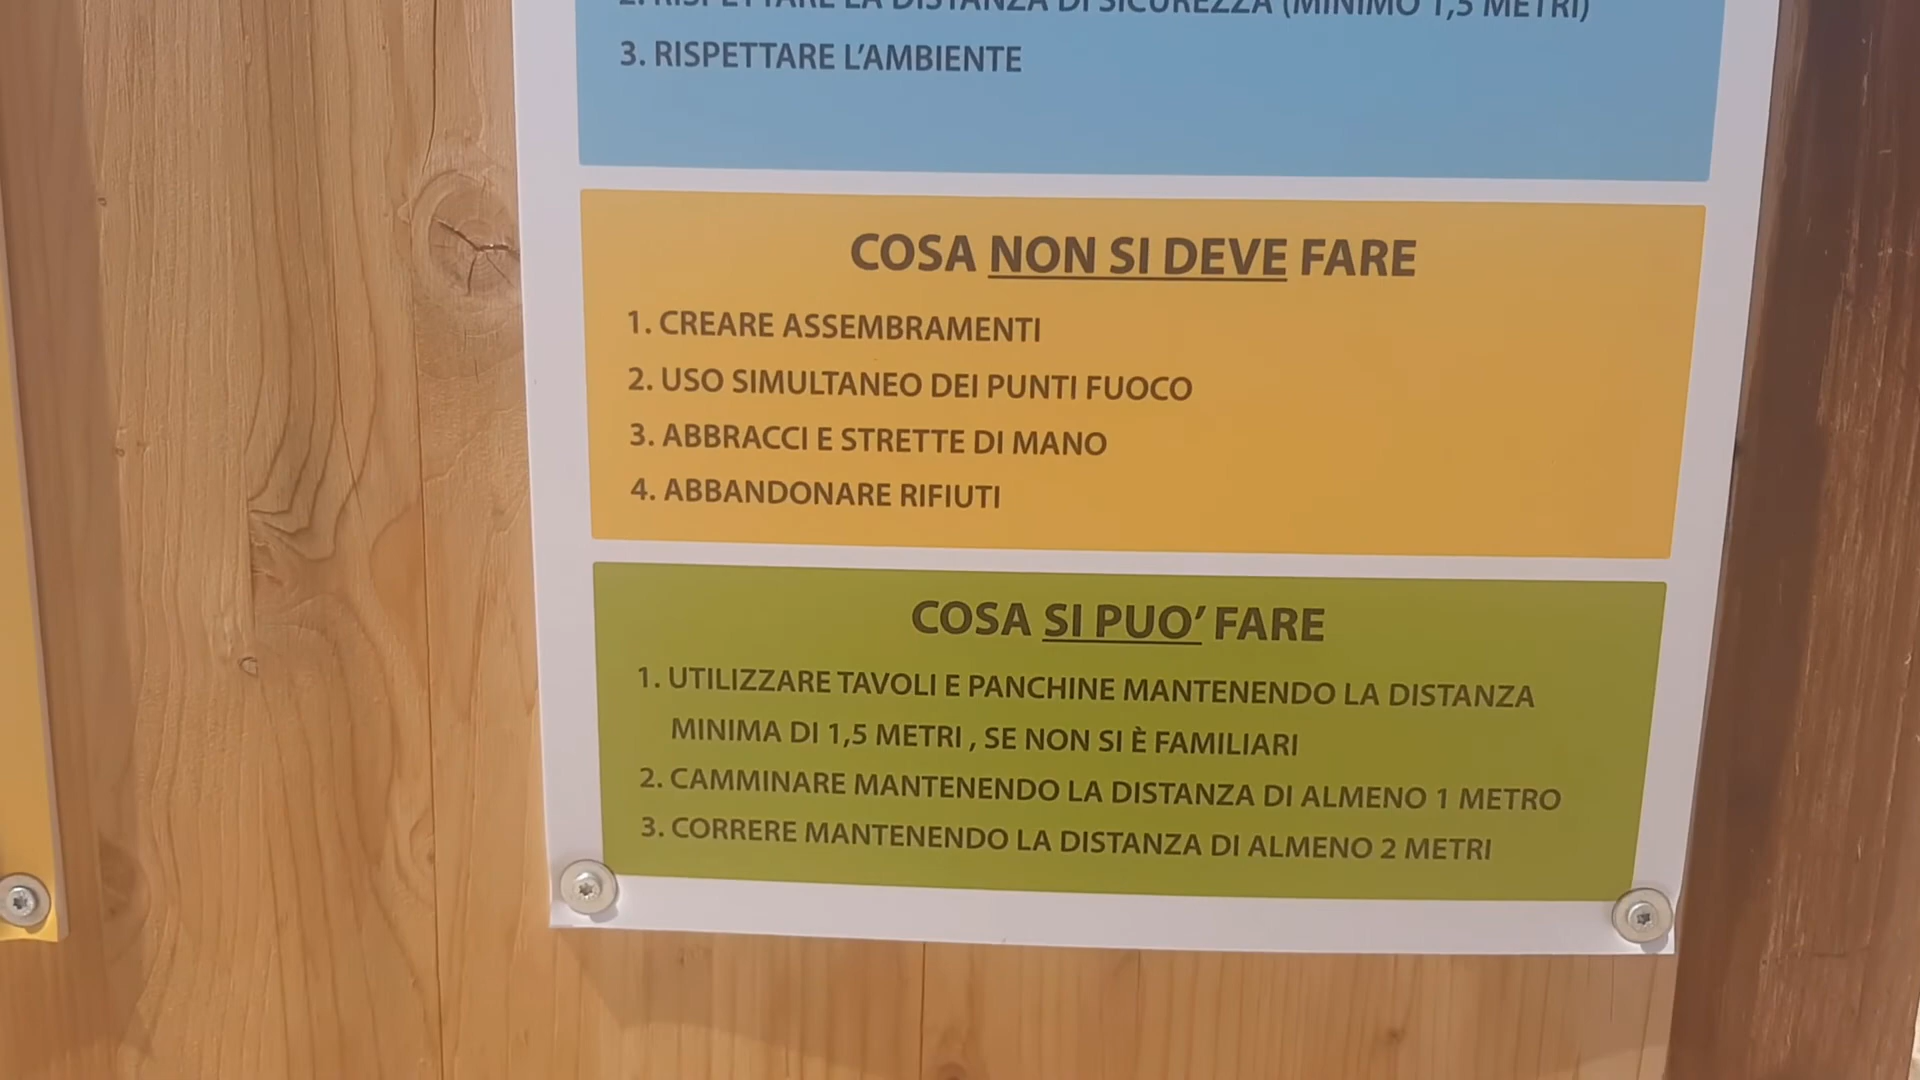 2. RISPETTARE LA DISTANZA DI SICUREZZA (MINIMO 1,5 METRI)
3. RISPETTARE L'AMBIENTE
COSA NON SI DEVE FARE
1. CREARE ASSEMBRAMENTI
2. USO SIMULTANEO DEI PUNTI FUOCO
3. ABBRACCI E STRETTE DI MANO
4. ABBANDONARE RIFIUTI
COSA SI PUO' FARE
1. UTILIZZARE TAVOLI E PANCHINE MANTENENDO LA DISTANZA
MINIMA DI 1,5 METRI , SE NON SI È FAMILIARI
2. CAMMINARE MANTENENDO LA DISTANZA DI ALMENO 1 METRO
3. CORRERE MANTENENDO LA DISTANZA DI ALMENO 2 METRI